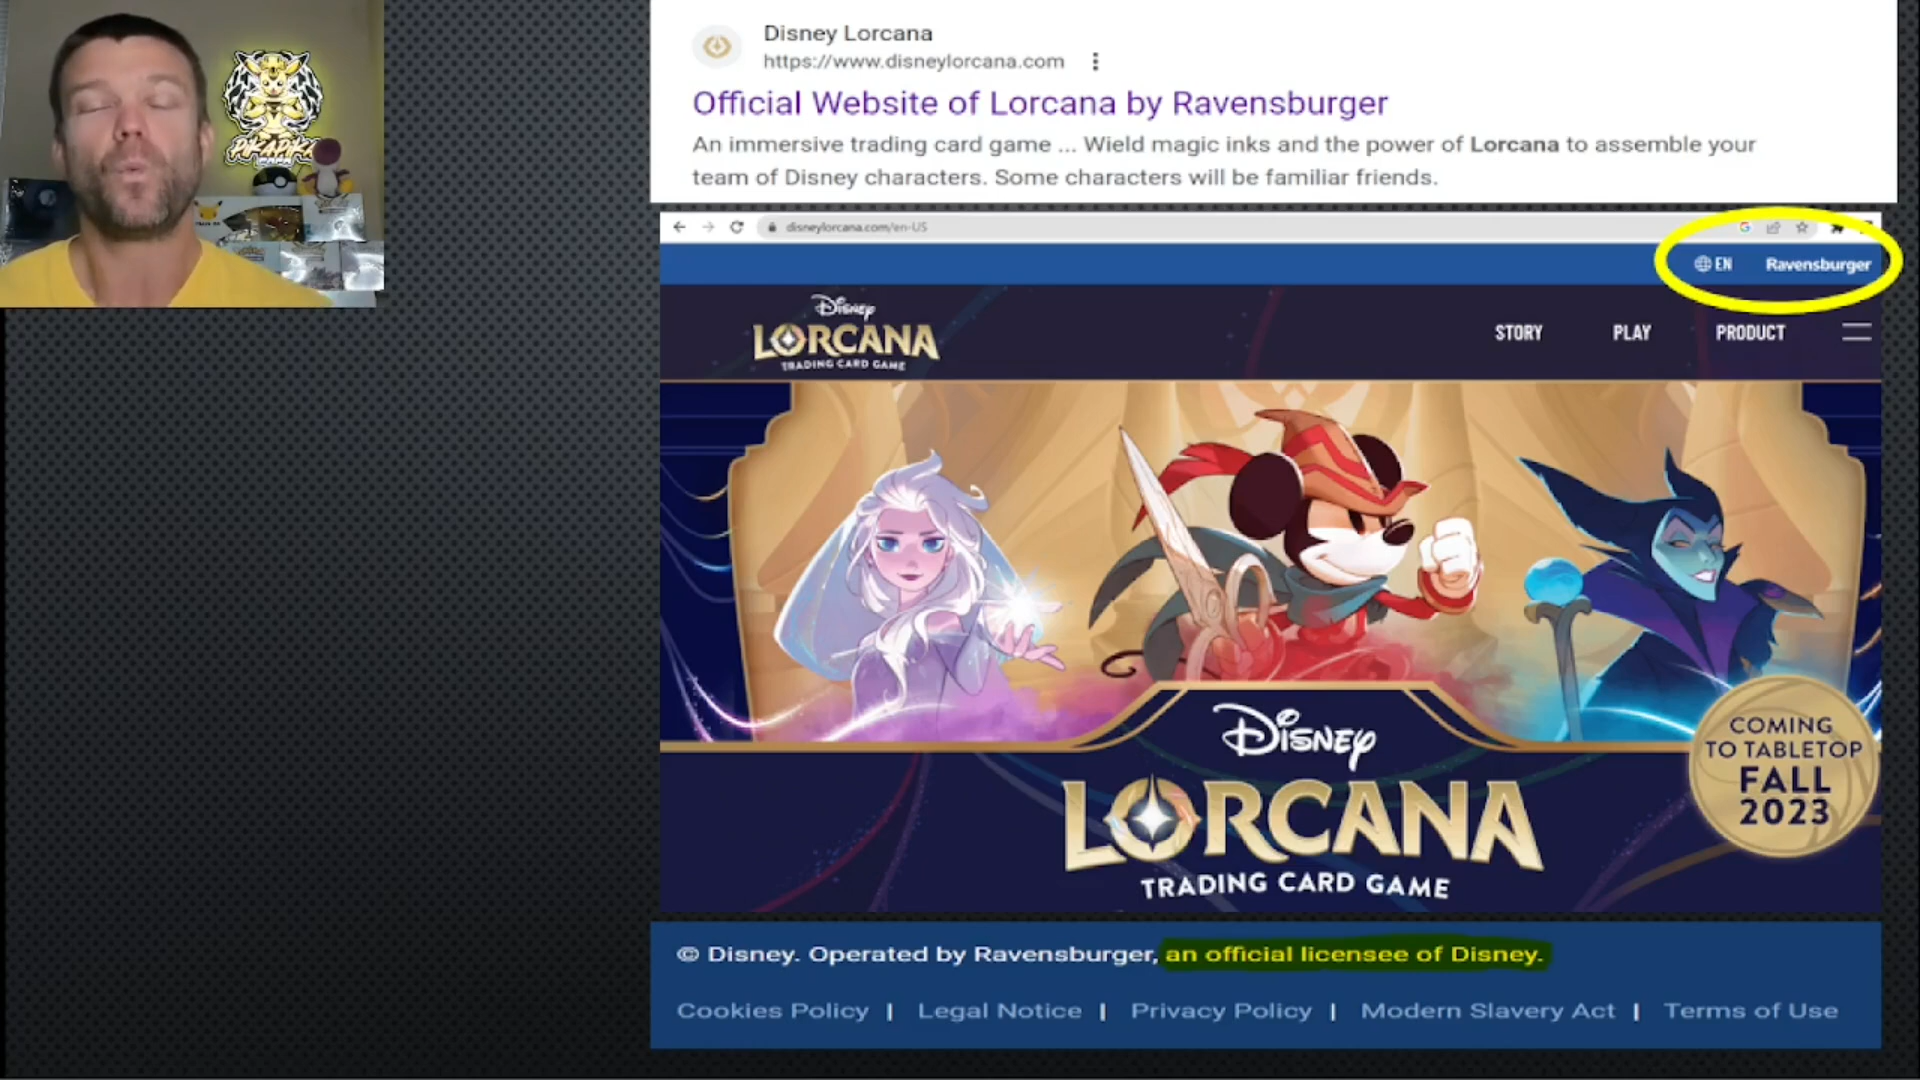 PIKAPIKA
PAPA
Disney Lorcana
https://www.disneylorcana.com
Official Website of Lorcana by Ravensburger
An immersive trading card game ... Wield magic inks and the power of Lorcana to assemble your
team of Disney characters. Some characters will be familiar friends.
disneylorcana.com/en-US
EN Ravensburger
Disney
LORCANA
TRADING CARD GAME
STORY PLAY PRODUCT
COMING
TO TABLETOP
FALL
2023
Disney
LORCANA
TRADING CARD GAME
© Disney. Operated by Ravensburger, an official licensee of Disney.
Cookies Policy | Legal Notice | Privacy Policy | Modern Slavery Act | Terms of Use